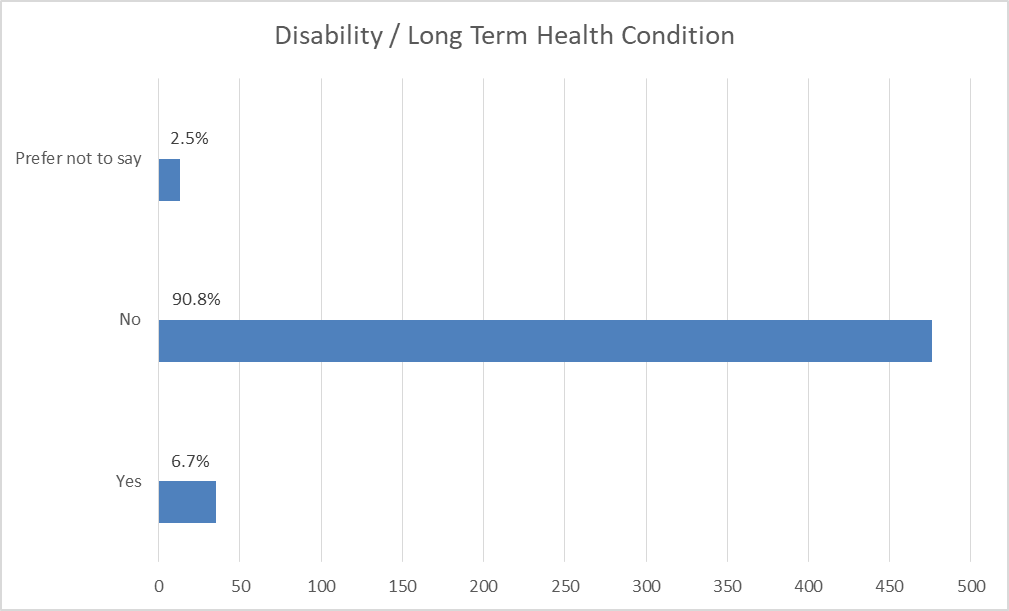 Disability / Long Term Health Condition
2.5%
Prefer not to say
90.8%
No
6.7%
Yes
0 50 100 150 200 250 300 350 400 450 500